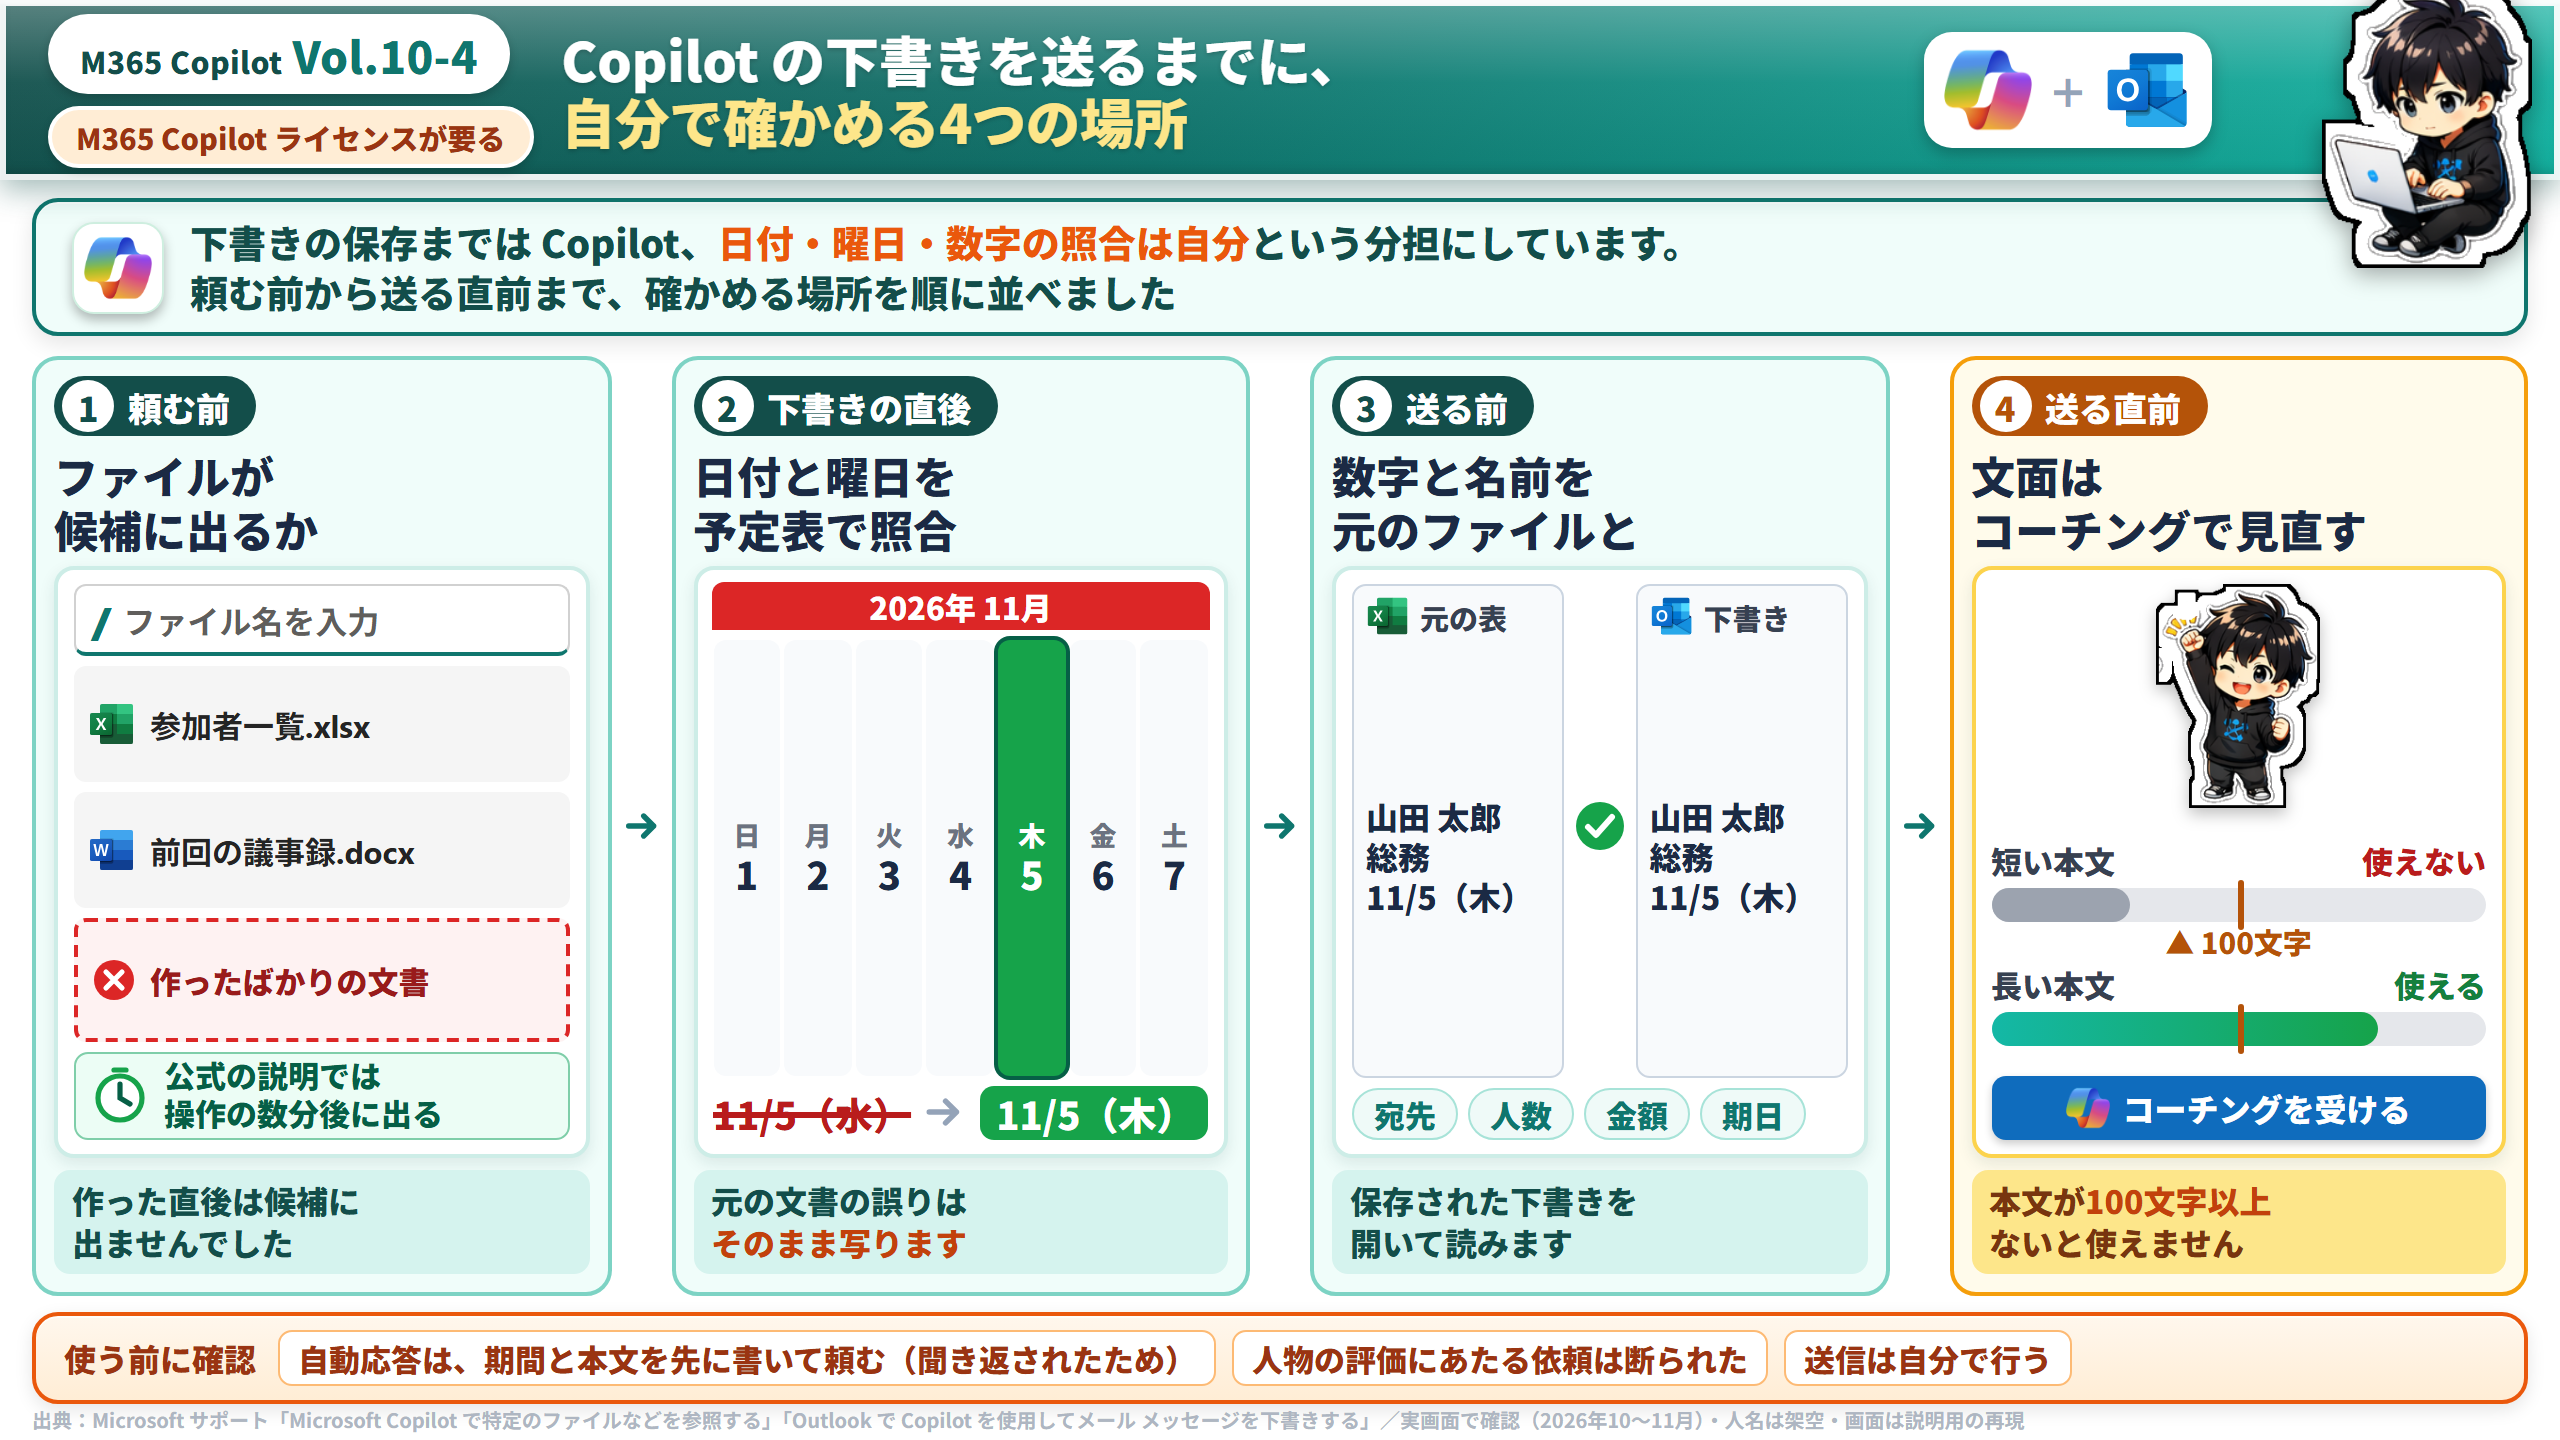 M365 Copilot Vol.10-4
M365 Copilot ライセンスが要る
Copilot の下書きを送るまでに、
自分で確かめる4つの場所
下書きの保存までは Copilot、日付・曜日・数字の照合は自分という分担にしています。
頼む前から送る直前まで、確かめる場所を順に並べました
1 頼む前
ファイルが
候補に出るか
/ ファイル名を入力
参加者一覧.xlsx
前回の議事録.docx
作ったばかりの文書
公式の説明では
操作の数分後に出る
作った直後は候補に
出ませんでした
2 下書きの直後
日付と曜日を
予定表で照合
2026年 11月
日 月 火 水 木 金 土
1 2 3 4 5 6 7
11/5（水） → 11/5（木）
元の文書の誤りは
そのまま写ります
3 送る前
数字と名前を
元のファイルと
元の表
山田 太郎
総務
11/5（木）
下書き
山田 太郎
総務
11/5（木）
宛先 人数 金額 期日
保存された下書きを
開いて読みます
4 送る直前
文面は
コーチングで見直す
短い本文 使えない
▲ 100文字
長い本文 使える
コーチングを受ける
本文が100文字以上
ないと使えません
使う前に確認 自動応答は、期間と本文を先に書いて頼む（聞き返されたため） 人物の評価にあたる依頼は断られた 送信は自分で行う
出典：Microsoft サポート「Microsoft Copilot で特定のファイルなどを参照する」「Outlook で Copilot を使用してメール メッセージを下書きする」／実画面で確認（2026年10〜11月）・人名は架空・画面は説明用の再現